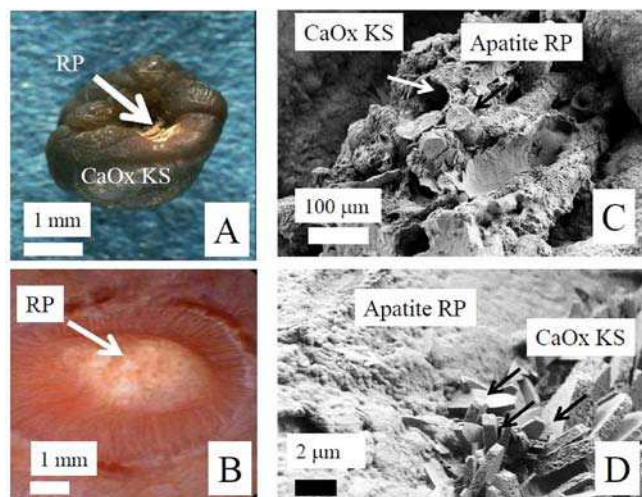 RP
CaOx KS
1 mm
A
RP
1 mm
B
CaOx KS
Apatite RP
100 μm
C
Apatite RP
CaOx KS
2 μm
D